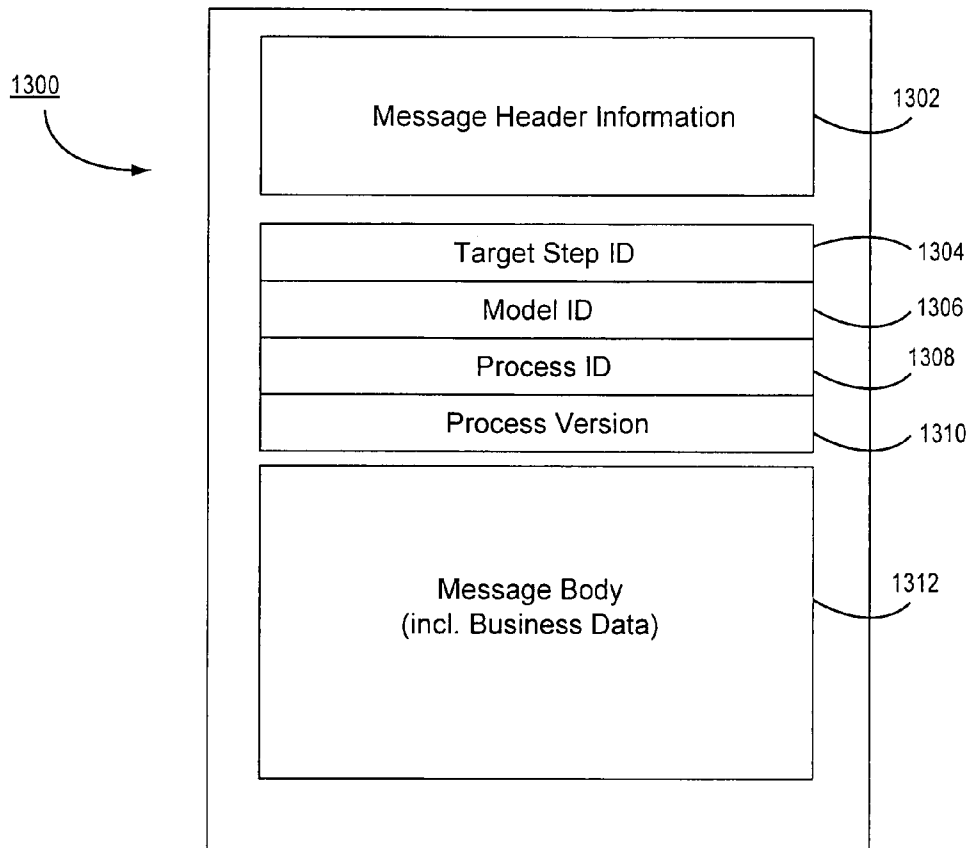 1300
Message Header Information
1302
Target Step ID
1304
Model ID
1306
Process ID
1308
Process Version
1310
Message Body
(incl. Business Data)
1312